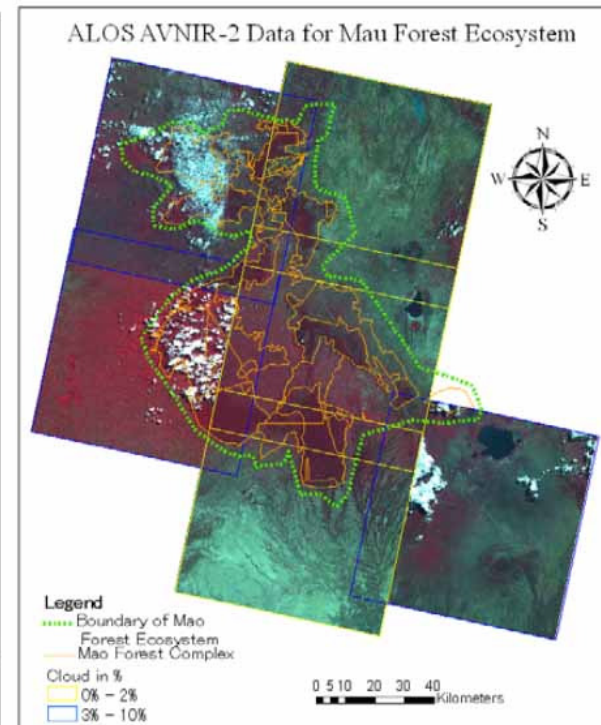 ALOS AVNIR-2 Data for Mau Forest Ecosystem
N
W E
S
Legend
Boundary of Mao
Forest Ecosystem
Mao Forest Complex
Cloud in %
0% - 2%
3% - 10%
0 5 10 20 30 40
Kilometers